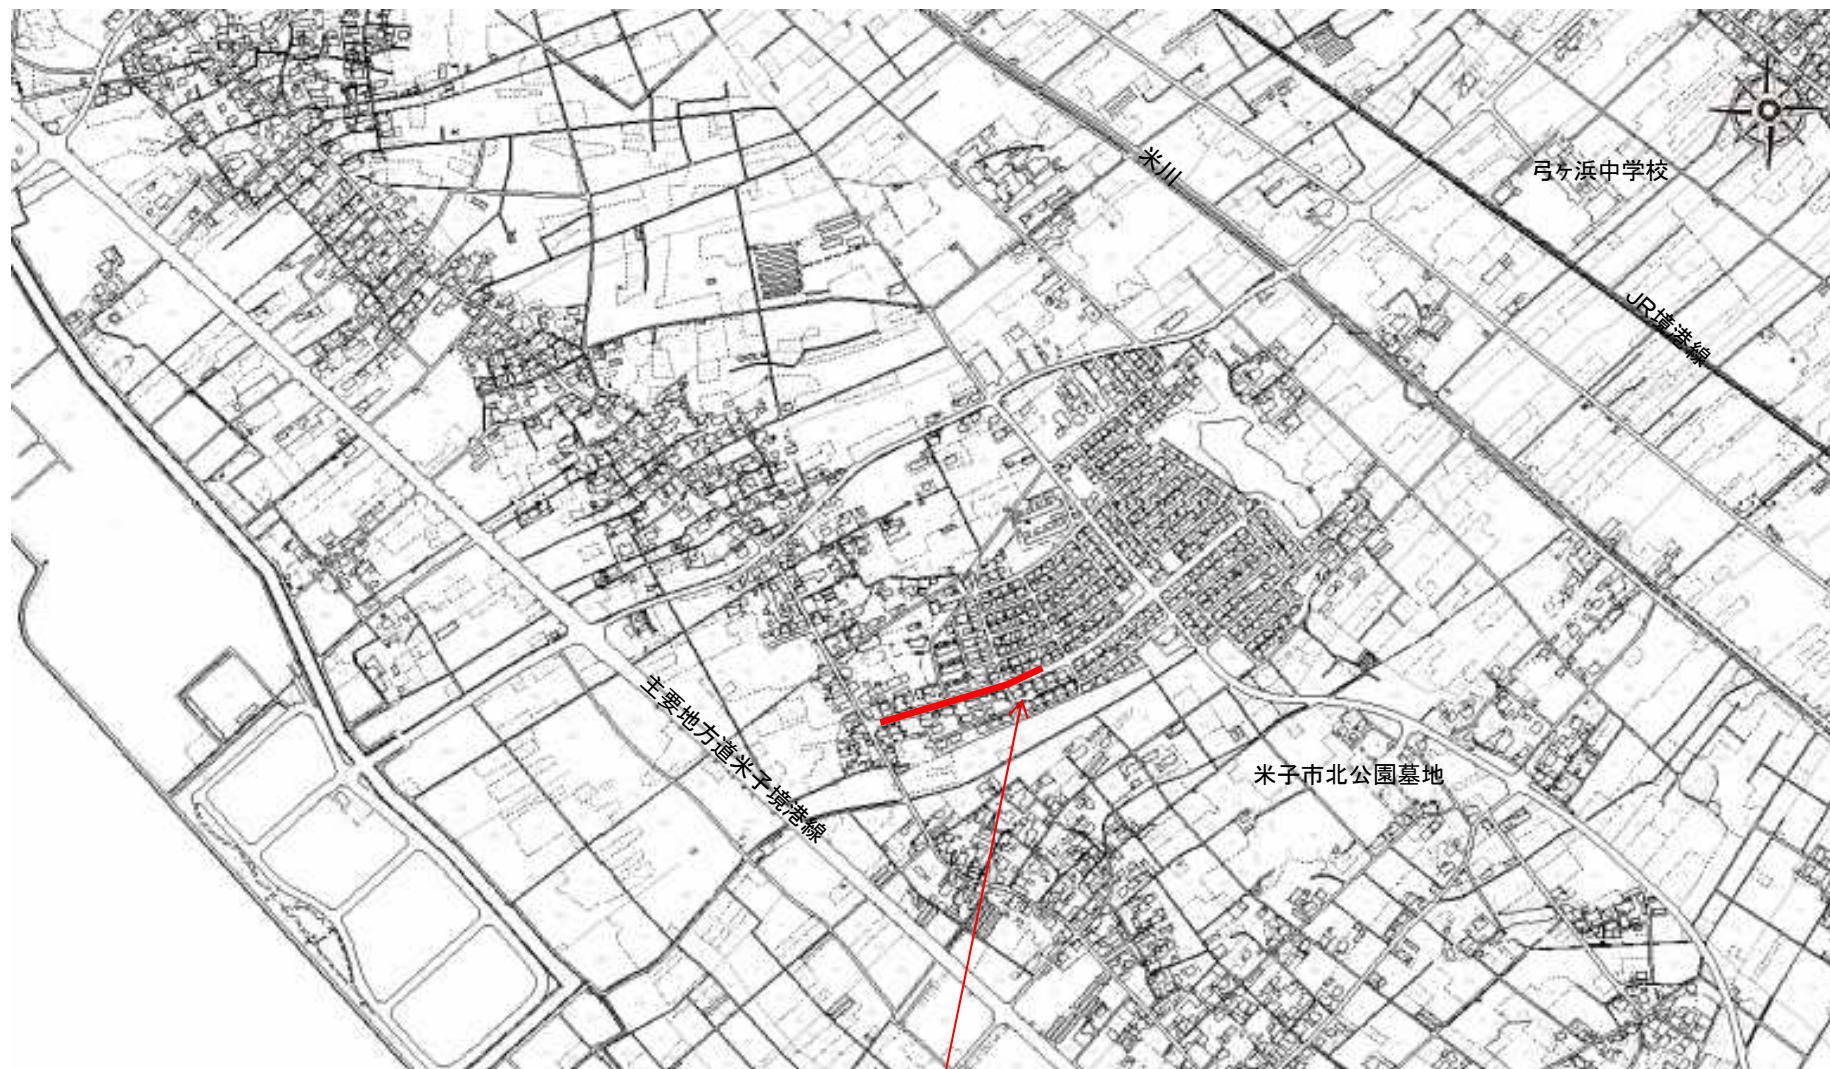 米川
弓ヶ浜中学校
JR境港線
主要地方道米子境港線
米子市北公園墓地